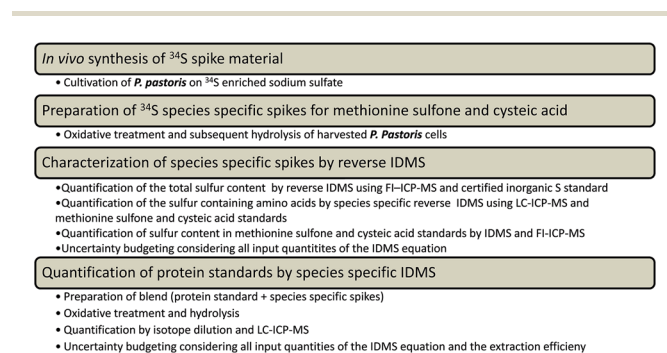 In vivo synthesis of ³⁴S spike material
•Cultivation of P. pastoris on ³⁴S enriched sodium sulfate
Preparation of ³⁴S species specific spikes for methionine sulfone and cysteic acid
•Oxidative treatment and subsequent hydrolysis of harvested P. Pastoris cells
Characterization of species specific spikes by reverse IDMS
•Quantification of the total sulfur content by reverse IDMS using FI–ICP-MS and certified inorganic S standard
•Quantification of the sulfur containing amino acids by species specific reverse IDMS using LC-ICP-MS and
methionine sulfone and cysteic acid standards
•Quantification of sulfur content in methionine sulfone and cysteic acid standards by IDMS and FI-ICP-MS
•Uncertainty budgeting considering all input quantitites of the IDMS equation
Quantification of protein standards by species specific IDMS
•Preparation of blend (protein standard + species specific spikes)
•Oxidative treatment and hydrolysis
•Quantification by isotope dilution and LC-ICP-MS
•Uncertainty budgeting considering all input quantities of the IDMS equation and the extraction efficieny